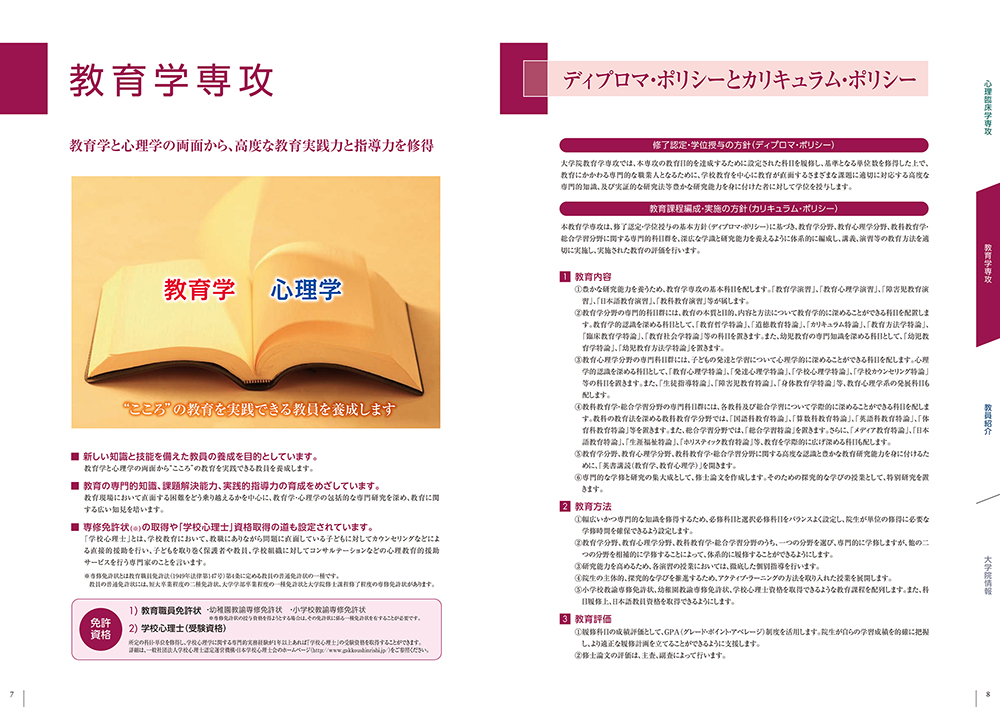 教育学専攻
教育学と心理学の両面から、高度な教育実践力と指導力を修得
教育学 心理学
“こころ”の教育を実践できる教員を養成します
■ 新しい知識と技能を備えた教員の養成を目的としています。
教育学と心理学の両面から“こころ”の教育を実践できる教員を養成します。
■ 教育の専門的知識、課題解決能力、実践的指導力の育成をめざしています。
教育現場において直面する困難をどう乗り越えるかを中心に、教育学・心理学の包括的な専門研究を深め、教育に関
する広い知見を培います。
■ 専修免許状(※)の取得や「学校心理士」資格取得の道も設定されています。
「学校心理士」とは、学校教育において、教職にありながら問題に直面している子どもに対してカウンセリングなどによ
る直接的援助を行い、子どもを取り巻く保護者や教員、学校組織に対してコンサルテーションなどの心理教育的援助
サービスを行う専門家のことを言います。
※専修免許状とは教育職員免許法(1949年法律第147号)第4条に定める教員の普通免許状の一種です。
教員の普通免許状には、短大卒業程度の二種免許状、大学学部卒業程度の一種免許状と大学院修士課程修了程度の専修免許状があります。
免許
資格
1) 教育職員免許状 ・幼稚園教諭専修免許状 ・小学校教諭専修免許状
※専修免許状の授与資格を得ようとする場合は、その免許状に係る一種免許状を有することが必要です。
2) 学校心理士(受験資格)
所定の科目・単位を修得し、学校心理学に関する専門的実務経験が1年以上あれば「学校心理士」の受験資格を取得することができます。
詳細は、一般社団法人学校心理士認定運営機構・日本学校心理士会のホームページ(http://www.gakkoushinrishi.jp/)をご参照ください。
7
ディプロマ・ポリシーとカリキュラム・ポリシー
修了認定・学位授与の方針(ディプロマ・ポリシー)
大学院教育学専攻では、本専攻の教育目的を達成するために設定された科目を履修し、基準となる単位数を修得した上で、
教育にかかわる専門的な職業人となるために、学校教育を中心に教育が直面するさまざまな課題に適切に対応する高度な
専門的知識、及び実証的な研究法等豊かな研究能力を身に付けた者に対して学位を授与します。
教育課程編成・実施の方針(カリキュラム・ポリシー)
本教育学専攻は、修了認定・学位授与の基本方針(ディプロマ・ポリシー)に基づき、教育学分野、教育心理学分野、教科教育学・
総合学習分野に関する専門的科目群を、深広な学識と研究能力を養えるように体系的に編成し、講義、演習等の教育方法を適
切に実施し、実施された教育の評価を行います。
1 教育内容
①豊かな研究能力を養うため、教育学専攻の基本科目を配します。「教育学演習」、「教育心理学演習」、「障害児教育演
習」、「日本語教育演習」、「教科教育演習」等が属します。
②教育学分野の専門的科目群には、教育の本質と目的、内容と方法について教育学的に深めることができる科目を配置しま
す。教育学的認識を深める科目として、「教育哲学特論」、「道徳教育特論」、「カリキュラム特論」、「教育方法学特論」、
「臨床教育学特論」、「教育社会学特論」等の科目を置きます。また、幼児教育の専門知識を深める科目として、「幼児教
育学特論」、「幼児教育方法学特論」を置きます。
③教育心理学分野の専門科目群には、子どもの発達と学習について心理学的に深めることができる科目を配します。心理
学的認識を深める科目として、「教育心理学特論」、「発達心理学特論」、「学校心理学特論」、「学校カウンセリング特論」
等の科目を置きます。また、「生徒指導特論」、「障害児教育特論」、「身体教育学特論」等、教育心理学系の発展科目も
配します。
④教科教育学・総合学習分野の専門科目群には、各教科及び総合学習について学際的に深めることができる科目を配しま
す。教科の教育法を深める教科教育学分野では、「国語科教育特論」、「算数科教育特論」、「英語科教育特論」、「体
育科教育特論」等を置きます。また、総合学習分野では、「総合学習特論」を置きます。さらに、「メディア教育特論」、「日本
語教育特論」、「生涯福祉特論」、「ホリスティック教育特論」等、教育を学際的に広げ深める科目も配します。
⑤教育学分野、教育心理学分野、教科教育学・総合学習分野に関する高度な認識と豊かな教育研究能力を身に付けるため
に、「英書講読(教育学、教育心理学)」を開きます。
⑥専門的な学修と研究の集大成として、修士論文を作成します。そのための探究的な学びの授業として、特別研究を置
きます。
2 教育方法
①幅広いかつ専門的な知識を修得するため、必修科目と選択必修科目をバランスよく設定し、院生が単位の修得に必要な
学修時間を確保できるよう設定します。
②教育学分野、教育心理学分野、教科教育学・総合学習分野のうち、一つの分野を選び、専門的に学修しますが、他の二
つの分野を相補的に学修することによって、体系的に履修することができるようにします。
③研究能力を高めるため、各演習の授業においては、徹底した個別指導を行います。
④院生の主体的、探究的な学びを推進するため、アクティブ・ラーニングの方法を取り入れた授業を展開します。
⑤小学校教諭専修免許状、幼稚園教諭専修免許状、学校心理士資格を取得できるような教育課程を配列します。また、科
目履修上、日本語教員資格を取得できるようにします。
3 教育評価
①履修科目の成績評価として、GPA(グレード・ポイント・アベレージ)制度を活用します。院生が自らの学習成績を的確に把握
し、より適正な履修計画を立てることができるように支援します。
②修士論文の評価は、主査、副査によって行います。
心理臨床学専攻
教育学専攻
教員紹介
大学院情報
8